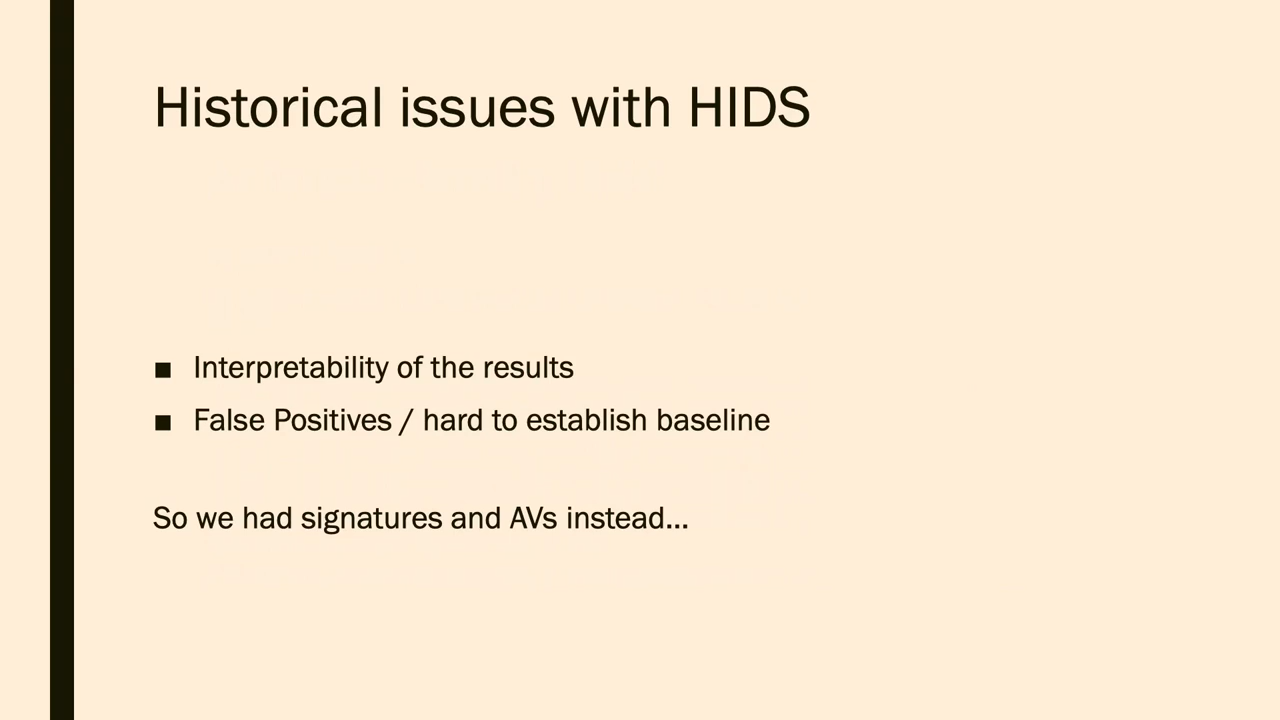 Historical issues with HIDS
■ Interpretability of the results
■ False Positives / hard to establish baseline
So we had signatures and AVs instead...